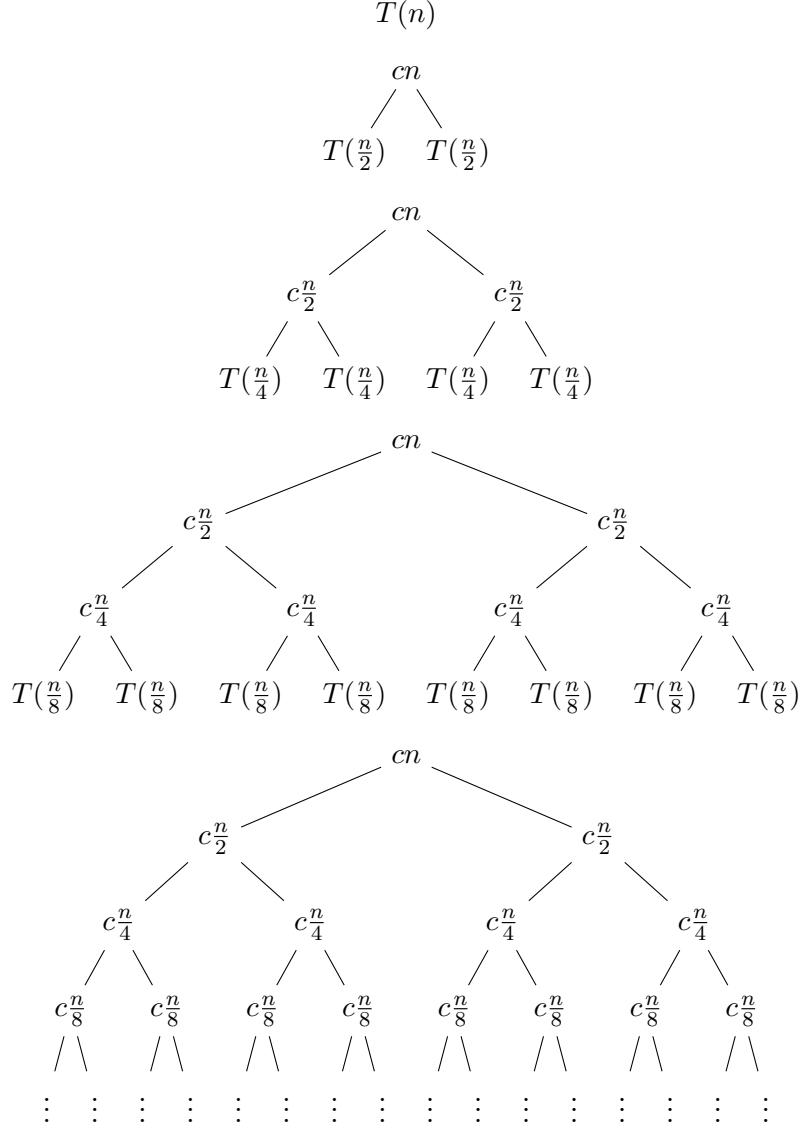 T(n)
cn
T(n/2) T(n/2)
cn
c n/2 c n/2
T(n/4) T(n/4) T(n/4) T(n/4)
cn
c n/2 c n/2
c n/4 c n/4 c n/4 c n/4
T(n/8) T(n/8) T(n/8) T(n/8) T(n/8) T(n/8) T(n/8) T(n/8)
cn
c n/2 c n/2
c n/4 c n/4 c n/4 c n/4
c n/8 c n/8 c n/8 c n/8 c n/8 c n/8 c n/8 c n/8
⋮ ⋮ ⋮ ⋮ ⋮ ⋮ ⋮ ⋮ ⋮ ⋮ ⋮ ⋮ ⋮ ⋮ ⋮ ⋮